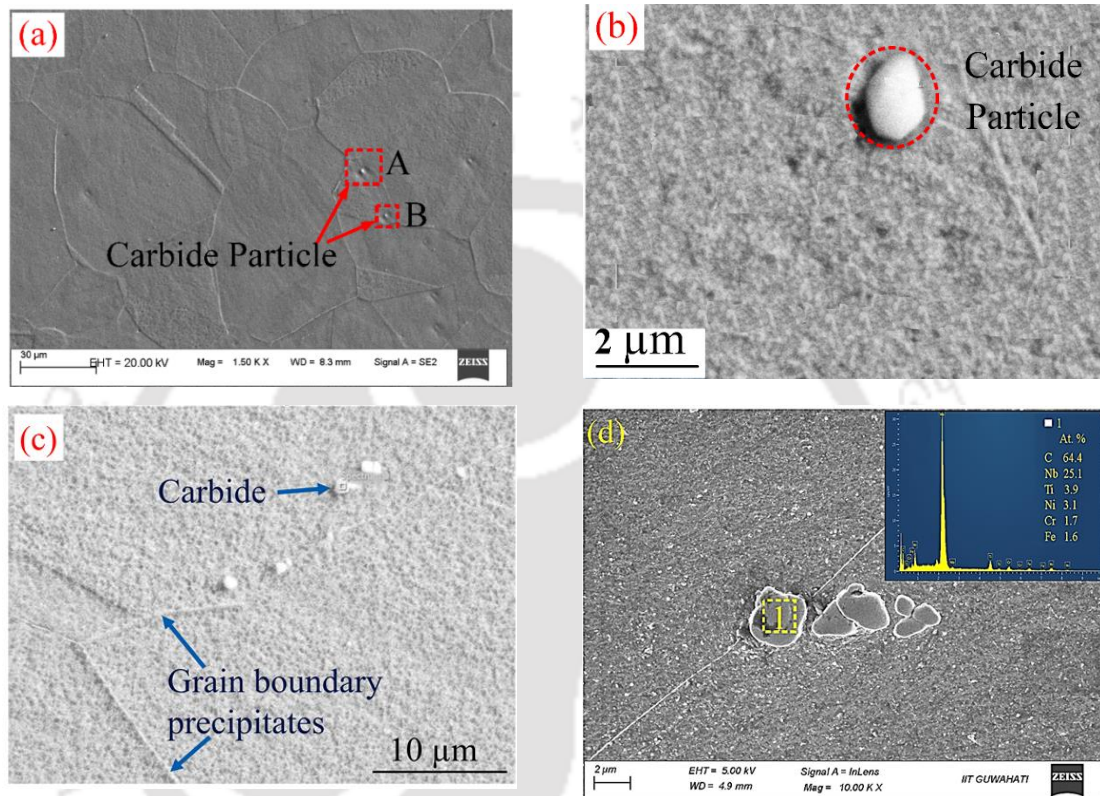 (a)
A
B
Carbide Particle
30 µm
EHT = 20.00 kV Mag = 1.50 K X WD = 8.3 mm Signal A = SE2
ZEISS
(b)
Carbide
Particle
2 µm
(c)
Carbide
Grain boundary
precipitates
10 µm
(d)
1
At. %
C 64.4
Nb 25.1
Ti 3.9
Ni 3.1
Cr 1.7
Fe 1.6
1
2 µm
EHT = 5.00 kV Signal A = InLens
WD = 4.9 mm Mag = 10.00 K X
IIT GUWAHATI
ZEISS